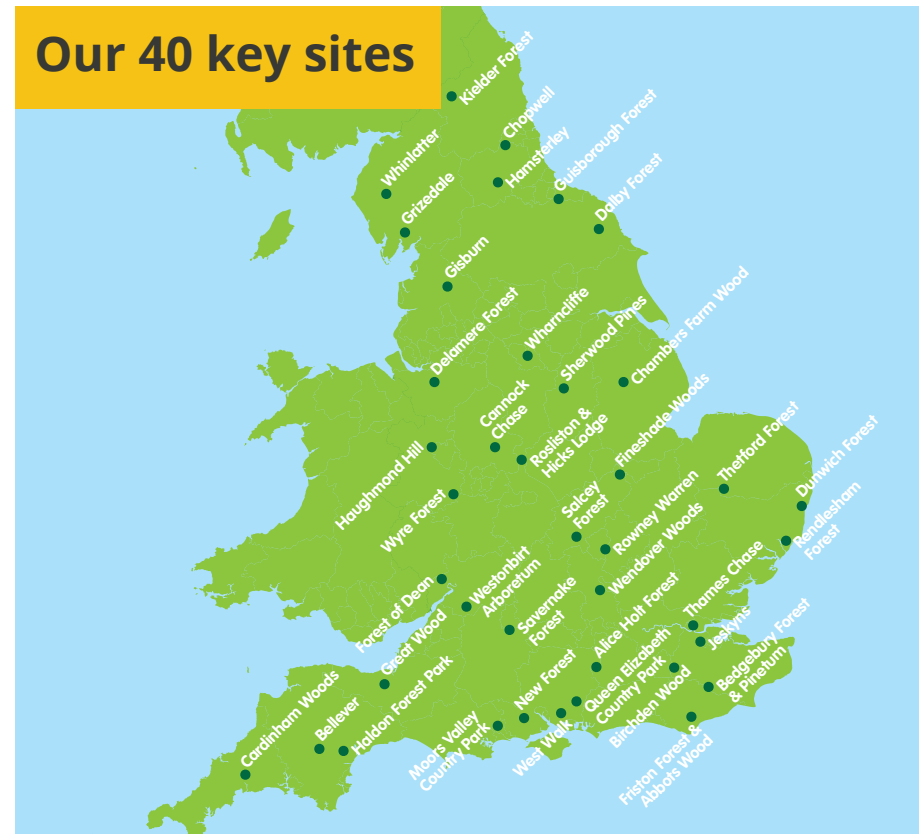 Our 40 key sites
Kielder Forest
Chopwell
Whinlatter
Hamsterley
Guisborough Forest
Grizedale
Dalby Forest
Gisburn
Delamere Forest
Wharncliffe
Sherwood Pines
Chambers Farm Wood
Cannock
Chase
Rosliston &
Hicks Lodge
Fineshade Woods
Haughmond Hill
Thetford Forest
Dunwich Forest
Wyre Forest
Salcey
Forest
Rowney Warren
Rendlesham
Forest
Wendover Woods
Forest of Dean
Westonbirt
Arboretum
Savernake
Forest
Thames Chase
Jeskyns
Alice Holt Forest
Great Wood
Queen Elizabeth
Country Park
Birchden Wood
Bedgebury Forest
& Pinetum
Cardinham Woods
Bellever
Haldon Forest Park
Moors Valley
Country Park
New Forest
West Walk
Friston Forest &
Abbots Wood